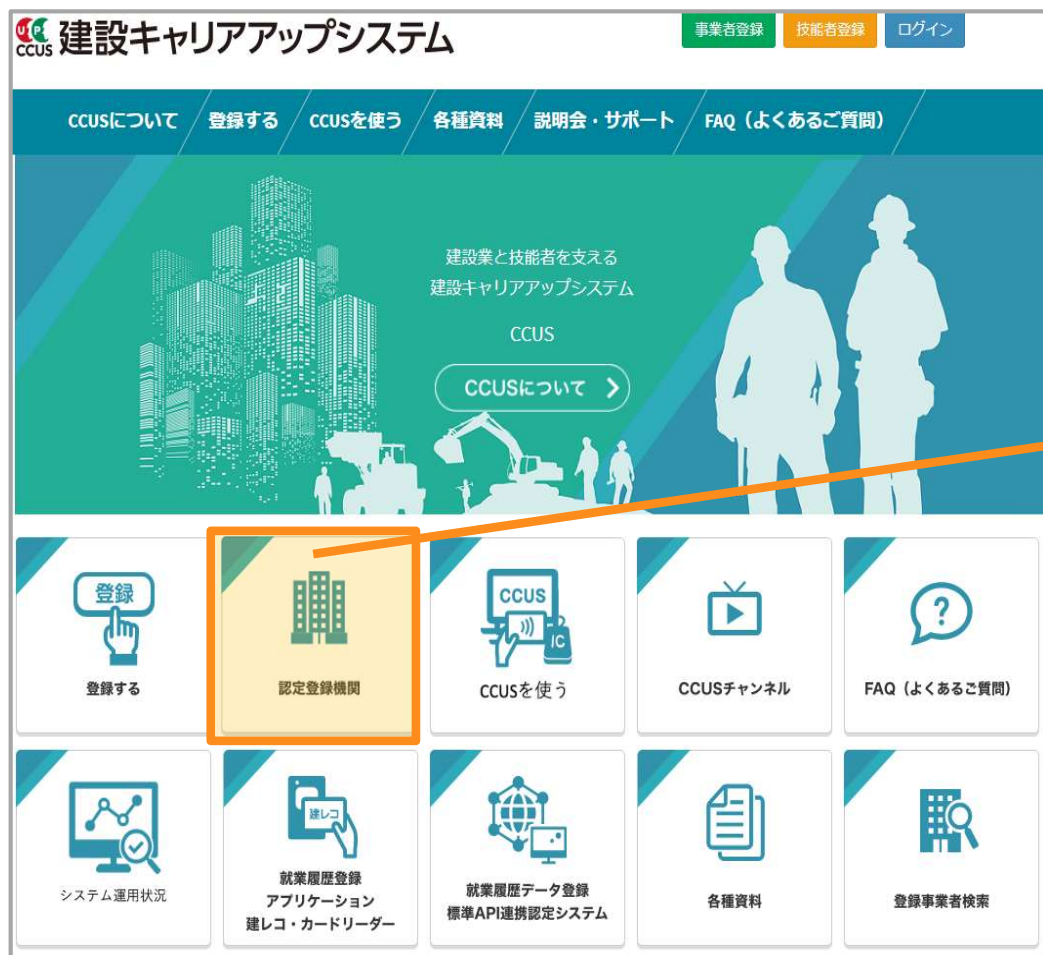 CCUS 建設キャリアアップシステム
事業者登録 技能者登録 ログイン
CCUSについて 登録する CCUSを使う 各種資料 説明会・サポート FAQ（よくあるご質問）
建設業と技能者を支える
建設キャリアアップシステム
CCUS
CCUSについて
登録
登録する
認定登録機関
CCUS
IC
CCUSを使う
CCUSチャンネル
?
FAQ（よくあるご質問）
システム運用状況
建レコ
就業履歴登録
アプリケーション
建レコ・カードリーダー
就業履歴データ登録
標準API連携認定システム
各種資料
登録事業者検索